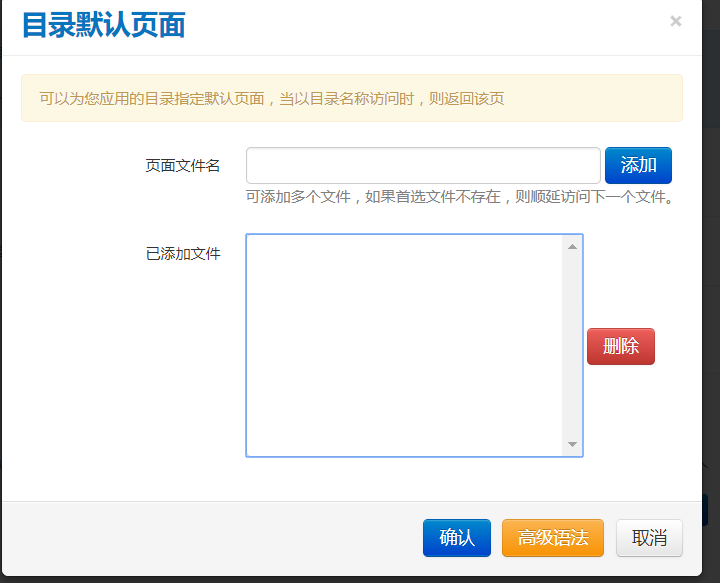 目录默认页面
×
可以为您应用的目录指定默认页面，当以目录名称访问时，则返回该页
页面文件名
添加
可添加多个文件，如果首选文件不存在，则顺延访问下一个文件。
已添加文件
删除
确认
高级语法
取消